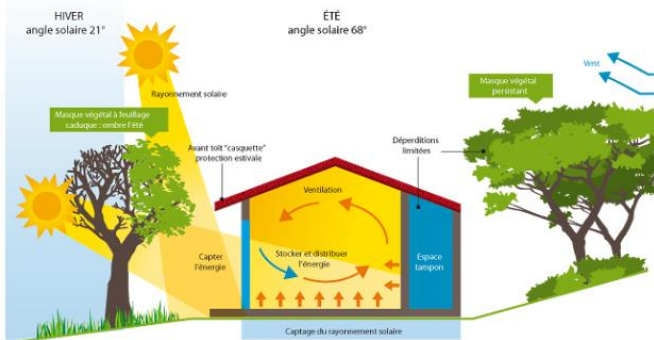 HIVER
angle solaire 21°
ÉTÉ
angle solaire 68°
Vent
Masque végétal
persistant
Rayonnement solaire
Masque végétal à feuillage
caduque : ombre l'été
Avant toit "casquette"
protection estivale
Déperditions
limitées
Ventilation
Capter
l'énergie
Stocker et distribuer
l'énergie
Espace
tampon
Captage du rayonnement solaire